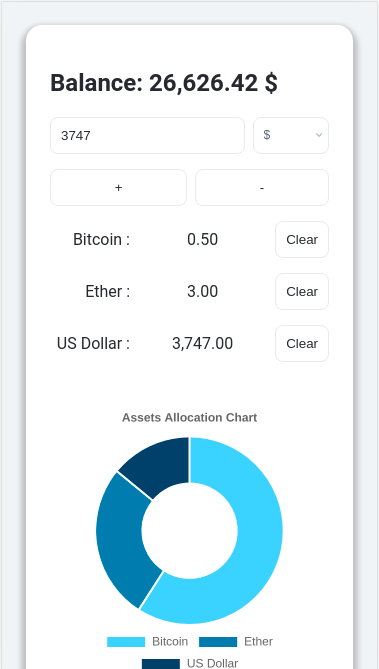 Balance: 26,626.42 $
3747 $
+ -
Bitcoin : 0.50 Clear
Ether : 3.00 Clear
US Dollar : 3,747.00 Clear
Assets Allocation Chart
Bitcoin Ether
US Dollar